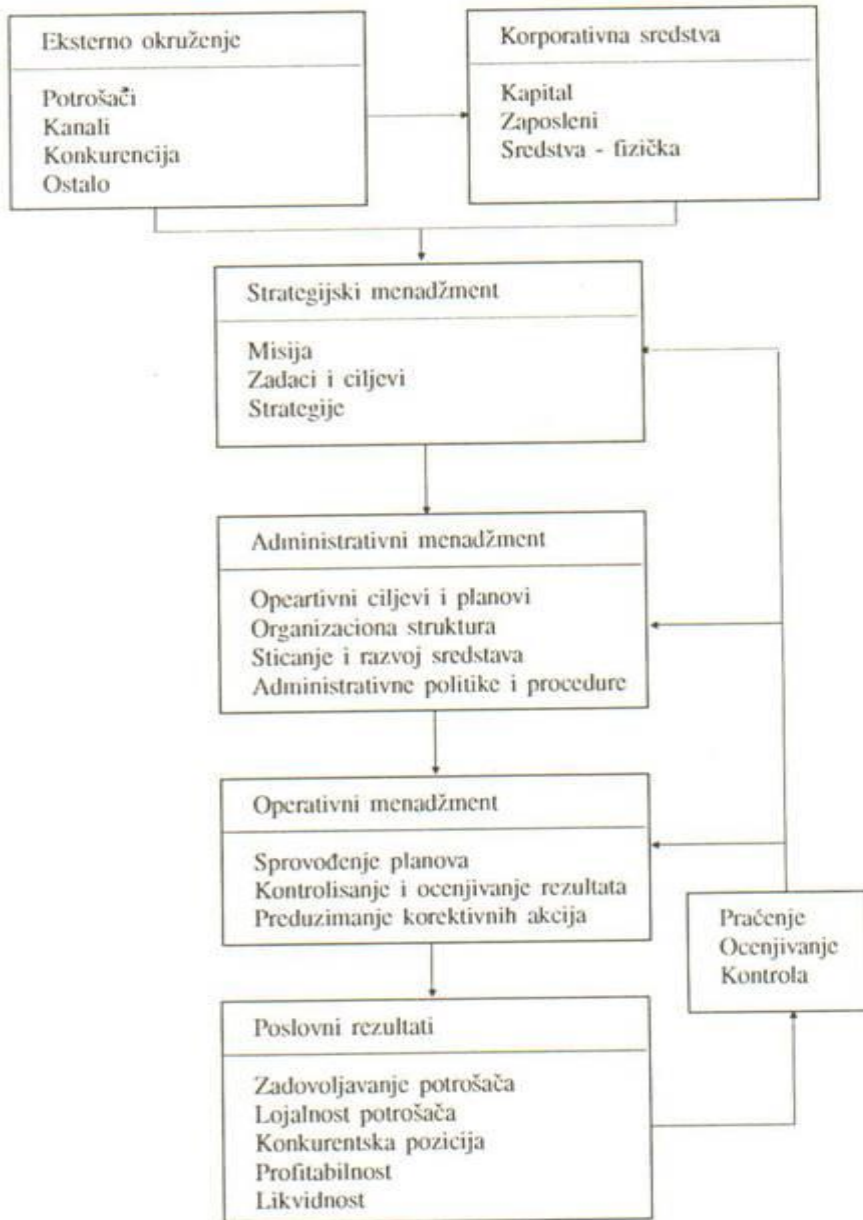 Eksterno okruženje
Potrošači
Kanali
Konkurencija
Ostalo
Korporativna sredstva
Kapital
Zaposleni
Sredstva - fizička
Strategijski menadžment
Misija
Zadaci i ciljevi
Strategije
Administrativni menadžment
Opeartivni ciljevi i planovi
Organizaciona struktura
Sticanje i razvoj sredstava
Administrativne politike i procedure
Operativni menadžment
Sprovođenje planova
Kontrolisanje i ocenjivanje rezultata
Preduzimanje korektivnih akcija
Pračenje
Ocenjivanje
Kontrola
Poslovni rezultati
Zadovoljavanje potrošača
Lojalnost potrošača
Konkurentska pozicija
Profitabilnost
Likvidnost